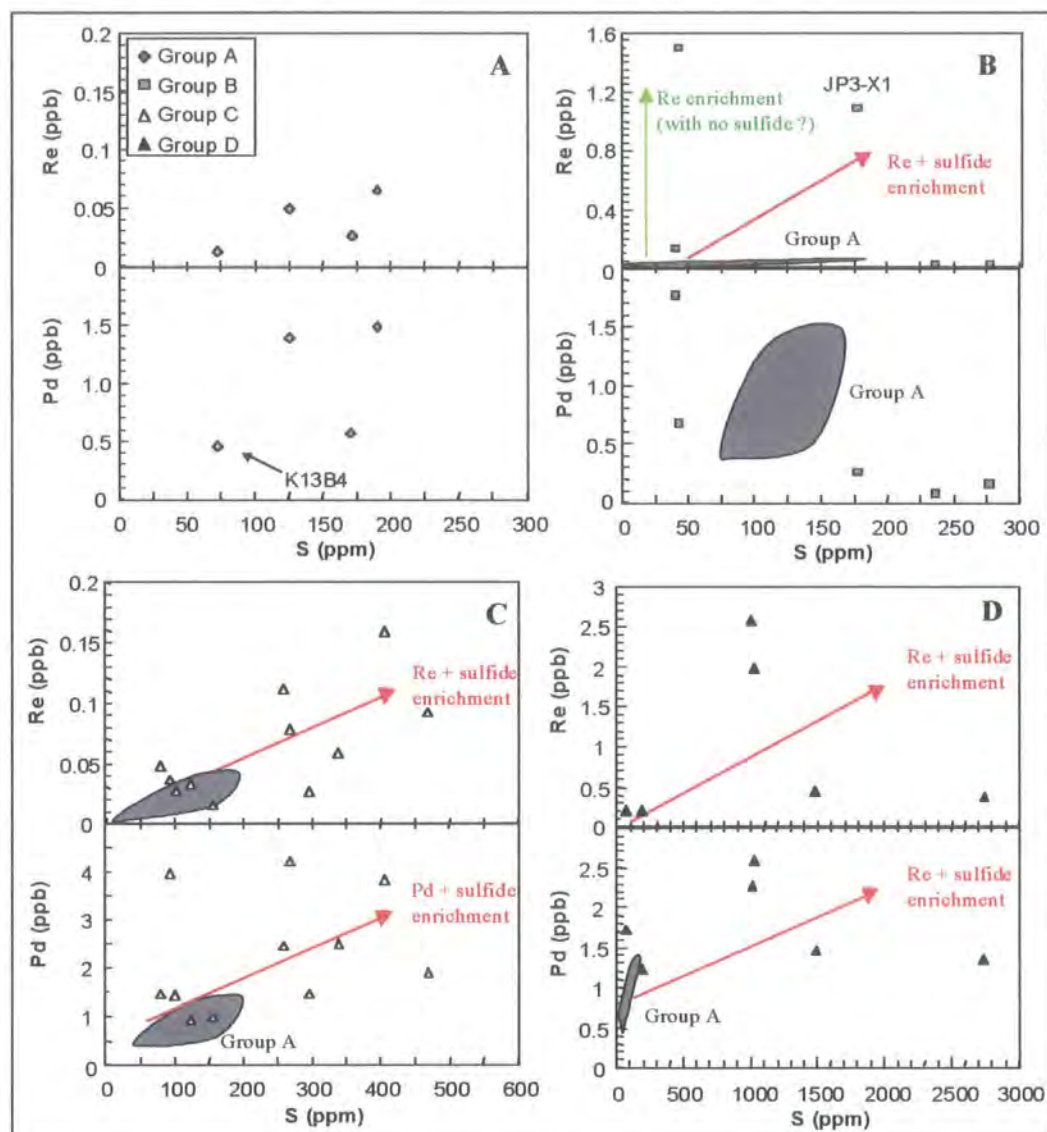 0.2
0.15
0.1
0.05
0
Re (ppb)
Group A
Group B
Group C
Group D
A
1.5
1.0
0.5
0
Pd (ppb)
K13B4
0 50 100 150 200 250 300
S (ppm)
1.6
1.2
0.8
0.4
0
Re (ppb)
B
JP3-X1
Re enrichment
(with no sulfide ?)
Re + sulfide
enrichment
Group A
1.5
1.0
0.5
0
Pd (ppb)
Group A
0 50 100 150 200 250 300
S (ppm)
0.2
0.15
0.1
0.05
0
Re (ppb)
C
Re + sulfide
enrichment
4
3
2
1
0
Pd (ppb)
Pd + sulfide
enrichment
Group A
0 100 200 300 400 500 600
S (ppm)
3
2.5
2
1.5
1
0.5
0
Re (ppb)
D
Re + sulfide
enrichment
2.5
2
1.5
1
0.5
0
Pd (ppb)
Re + sulfide
enrichment
Group A
0 500 1000 1500 2000 2500 3000
S (ppm)